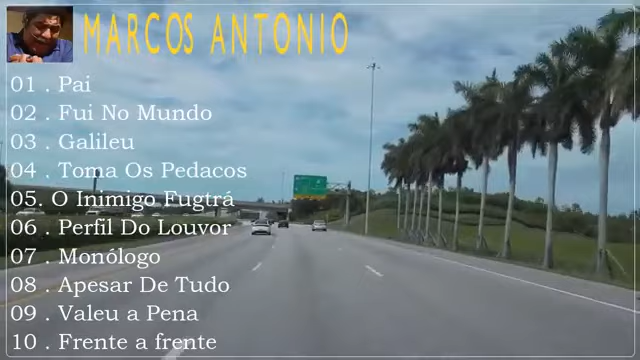 MARCOS ANTONIO
01 . Pai
02 . Fui No Mundo
03 . Galileu
04 . Toma Os Pedacos
05. O Inimigo Fugtrá
06 . Perfil Do Louvor
07 . Monólogo
08 . Apesar De Tudo
09 . Valeu a Pena
10 . Frente a frente